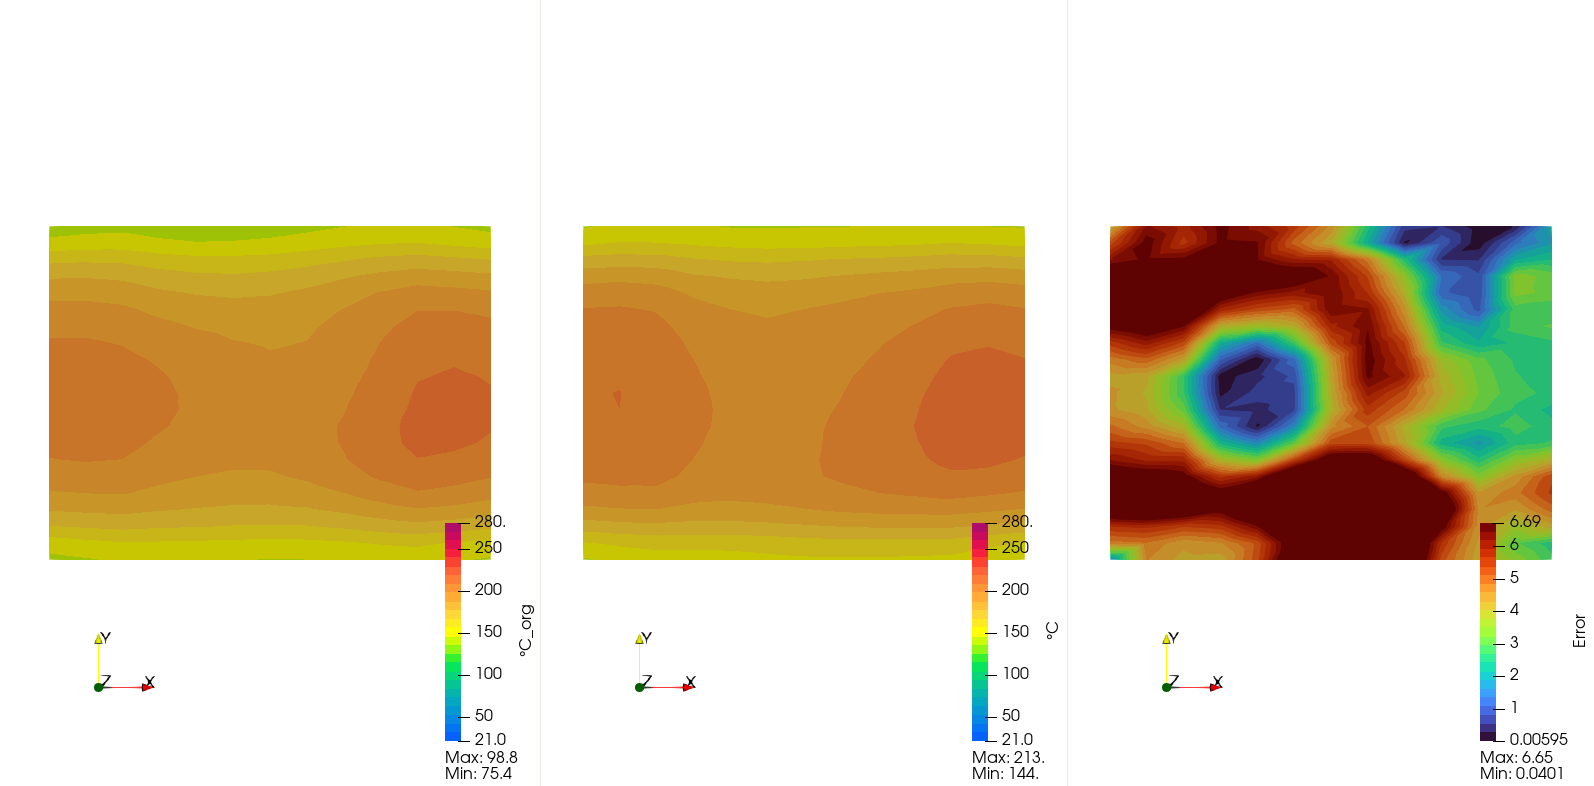 280.
250
200
150
100
50
21.0
°C_org
Max: 98.8
Min: 75.4
Y
Z
X
280.
250
200
150
100
50
21.0
°C
Max: 213.
Min: 144.
Y
Z
X
6.69
6
5
4
3
2
1
0.00595
Error
Max: 6.65
Min: 0.0401
Y
Z
X